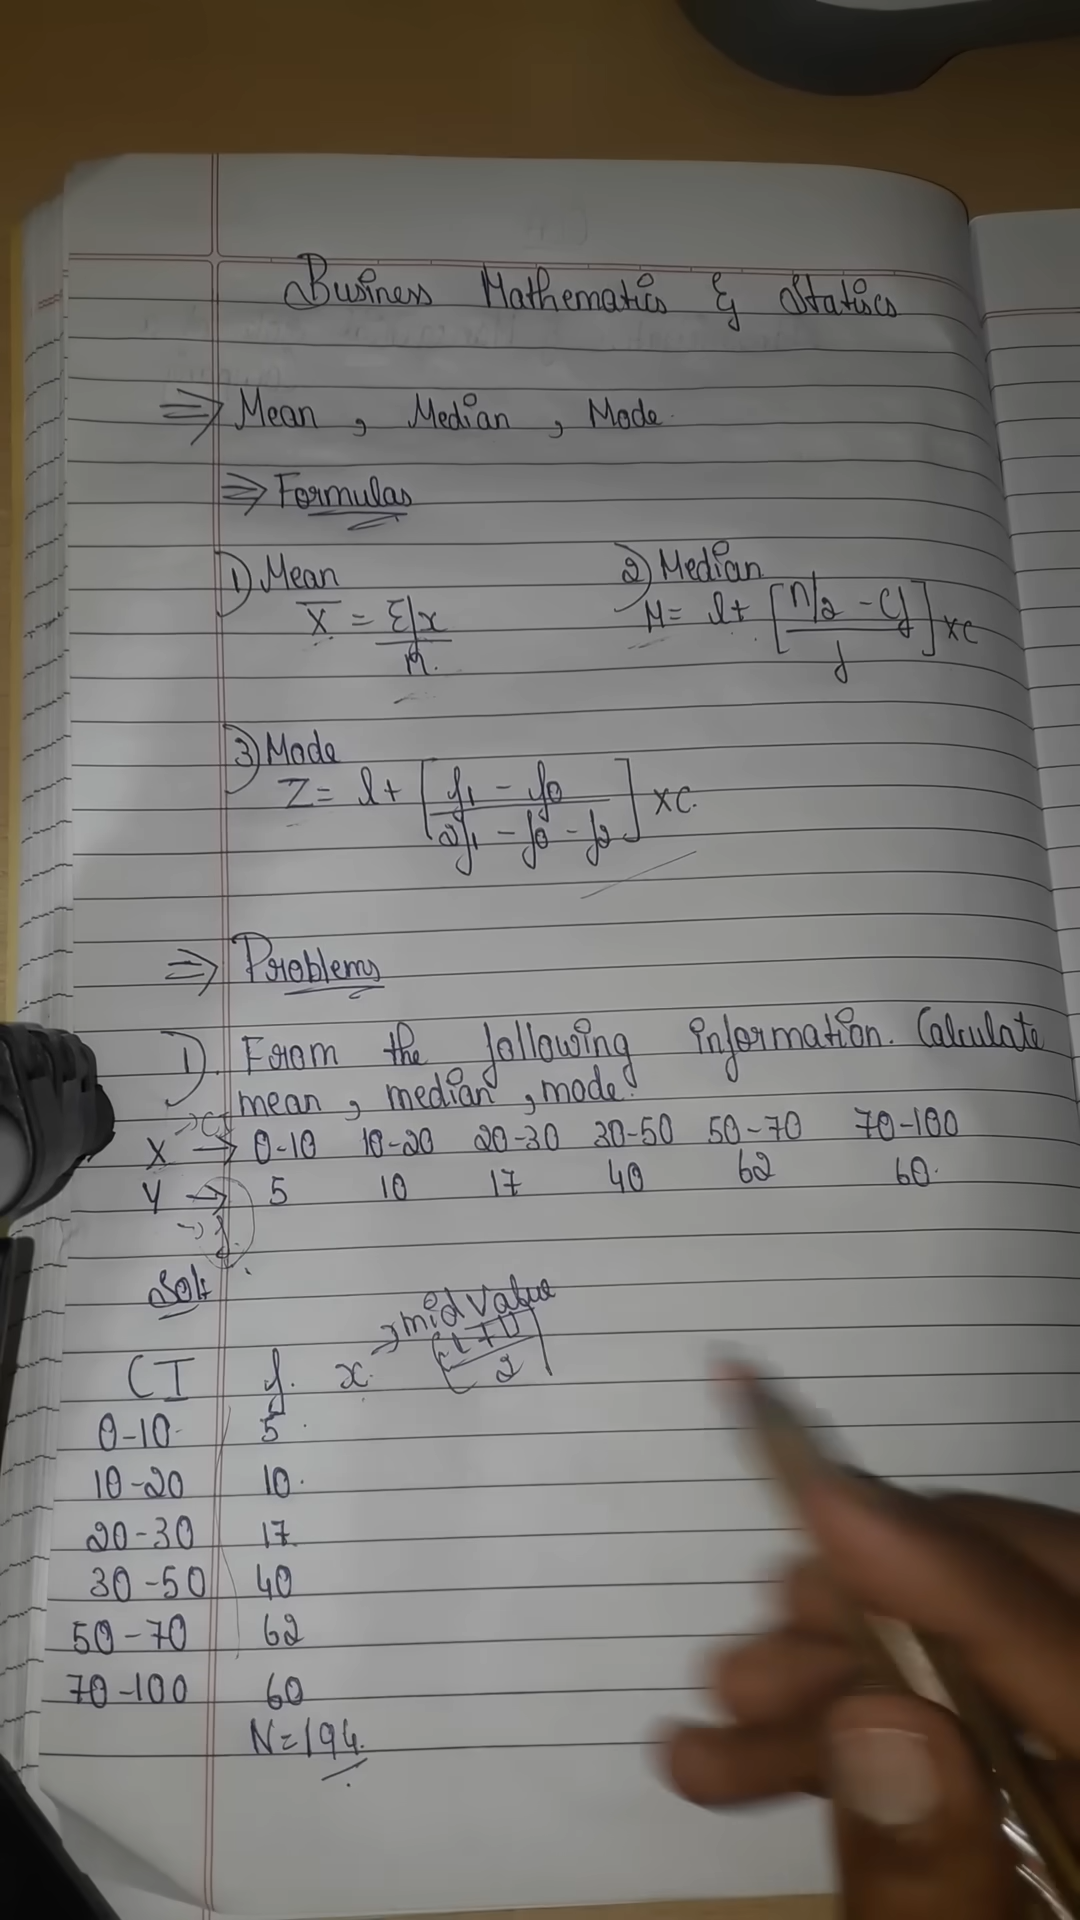 Business Mathematics & Statiscs
⇒ Mean, Median, Mode.
⇒ Formulas
1) Mean
X̅ = Σfx / n.
2) Median
M = l + [n/2 - cf / f] × c
3) Mode
Z = l + [f1 - f0 / 2f1 - f0 - f2] × c.
⇒ Problems
1). From the following information. Calculate
mean, median, mode.
→ CI
X → 0-10 10-20 20-30 30-50 50-70 70-100
Y → 5 10 17 40 62 60.
→ f.
Sol:
→ mid value
CI f. x. [L+U / 2]
0-10 5
10-20 10.
20-30 17
30-50 40
50-70 62
70-100 60
N=194.